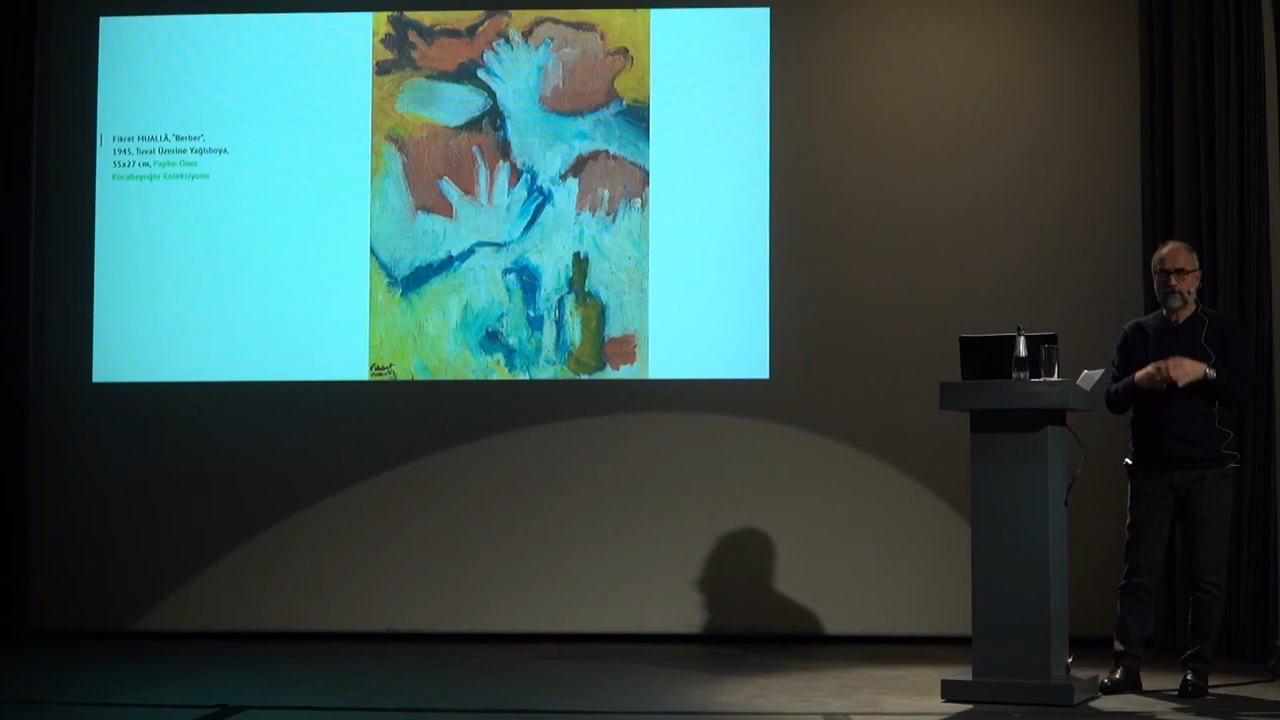 Fikret MUALLÂ, "Berber",
1945, Tuval Üzerine Yağlıboya,
35x27 cm, Papko-Öner
Kocabeyoğlu Koleksiyonu